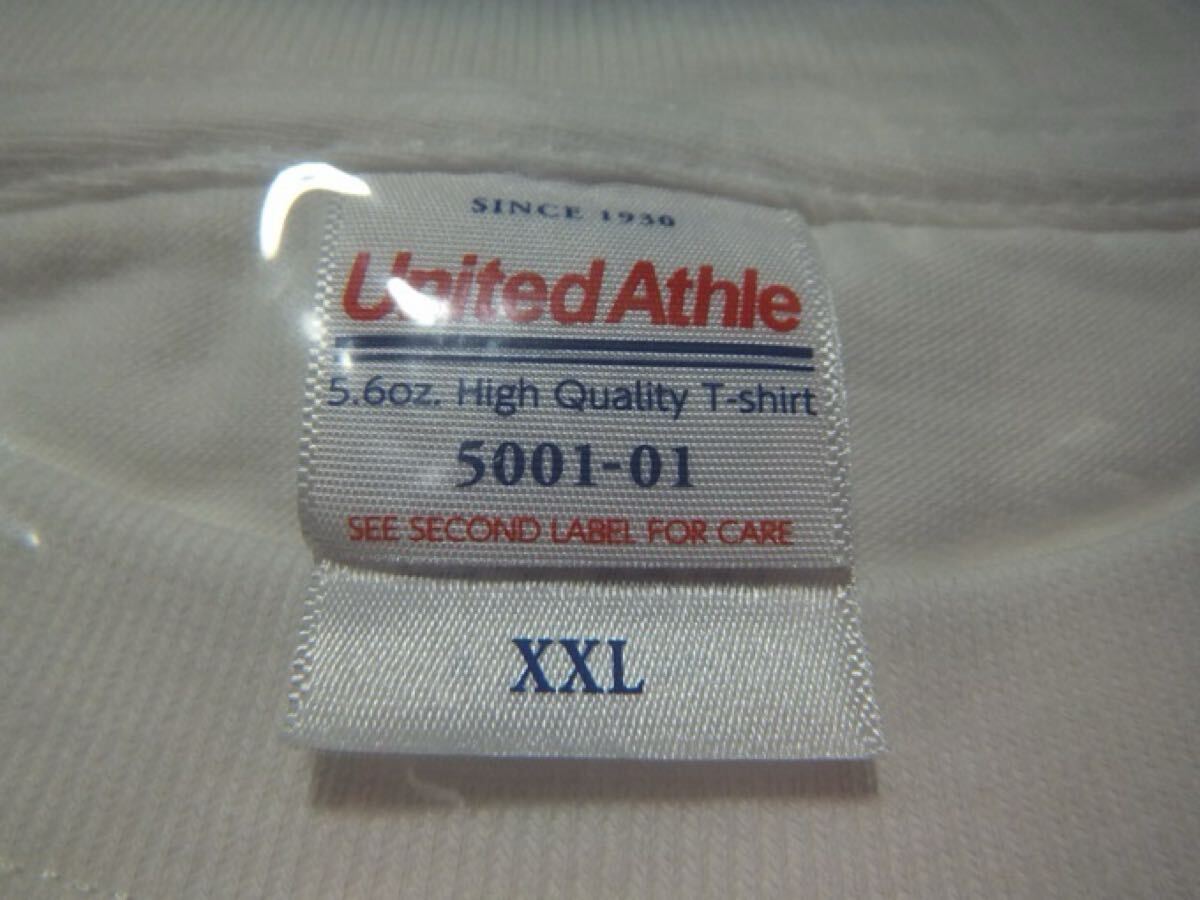 SINCE 1930
United Athle
5.6oz. High Quality T-shirt
5001-01
SEE SECOND LABEL FOR CARE
XXL